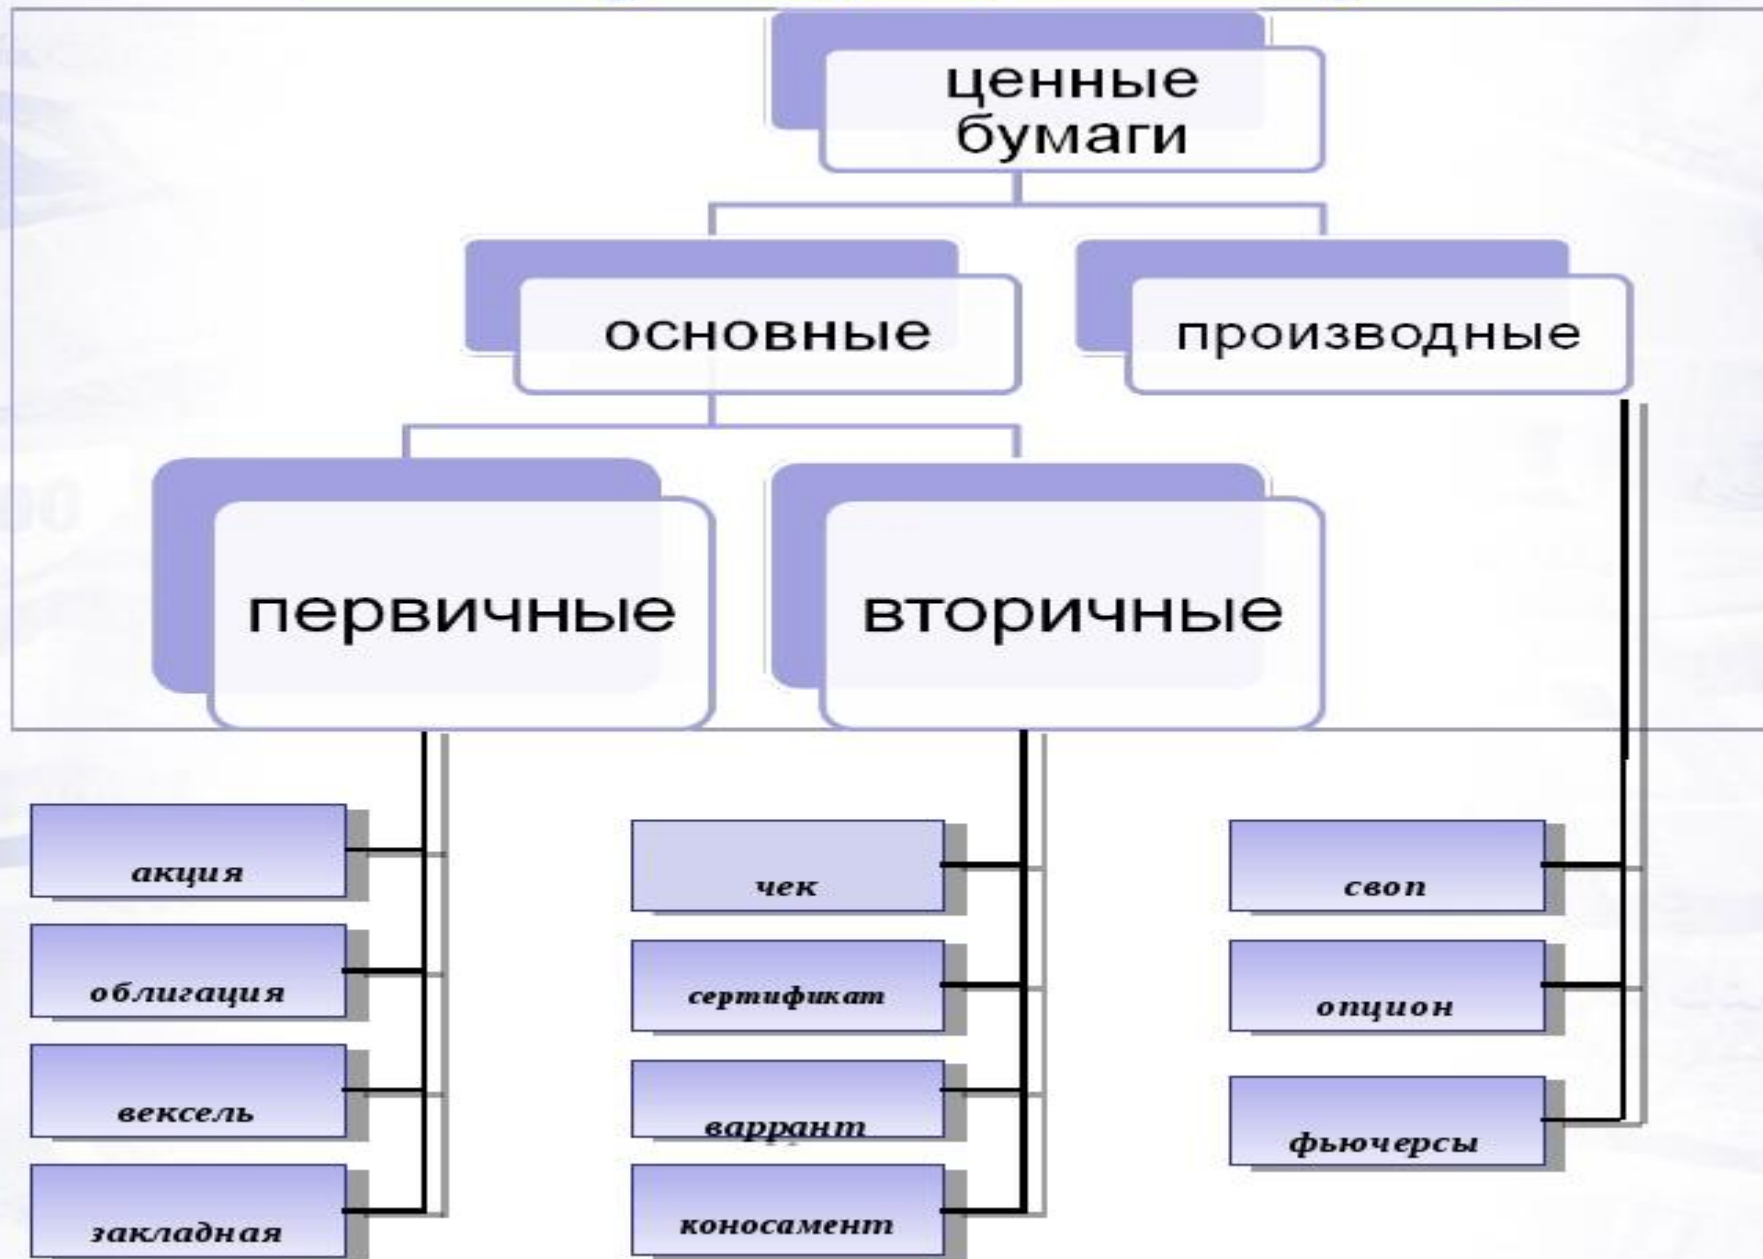 ценные
бумаги
основные
производные
первичные
вторичные
акция
облигация
вексель
закладная
чек
сертификат
варрант
коносамент
своп
опцион
фьючерсы